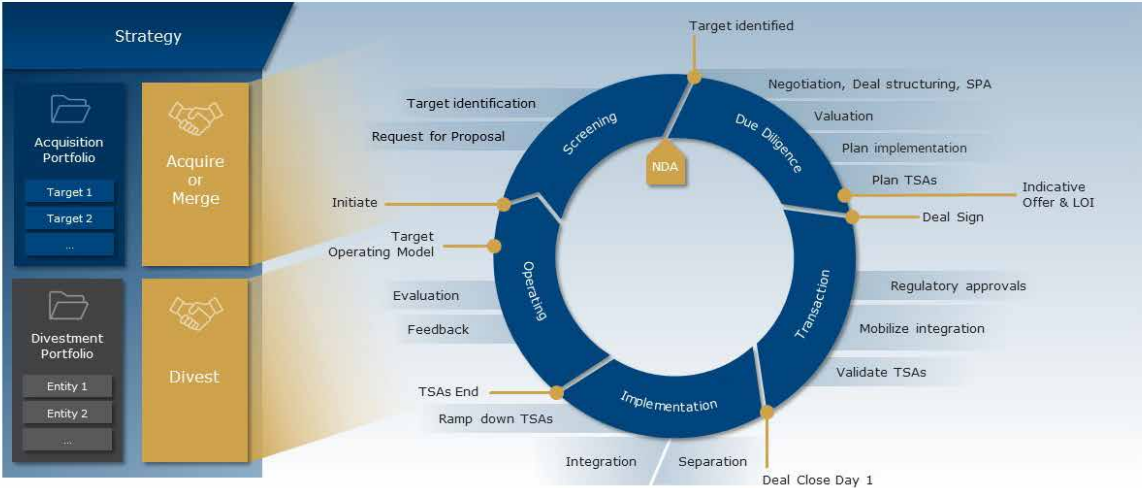 Strategy
Acquisition
Portfolio
Target 1
Target 2
...
Acquire
or
Merge
Divestment
Portfolio
Entity 1
Entity 2
...
Divest
Target identified
Target identification
Request for Proposal
Initiate
Target
Operating Model
Evaluation
Feedback
TSAs End
Ramp down TSAs
Integration
Separation
Deal Close Day 1
Screening
Due Diligence
Transaction
Implementation
Operating
NDA
Negotiation, Deal structuring, SPA
Valuation
Plan implementation
Plan TSAs
Indicative
Offer & LOI
Deal Sign
Regulatory approvals
Mobilize integration
Validate TSAs